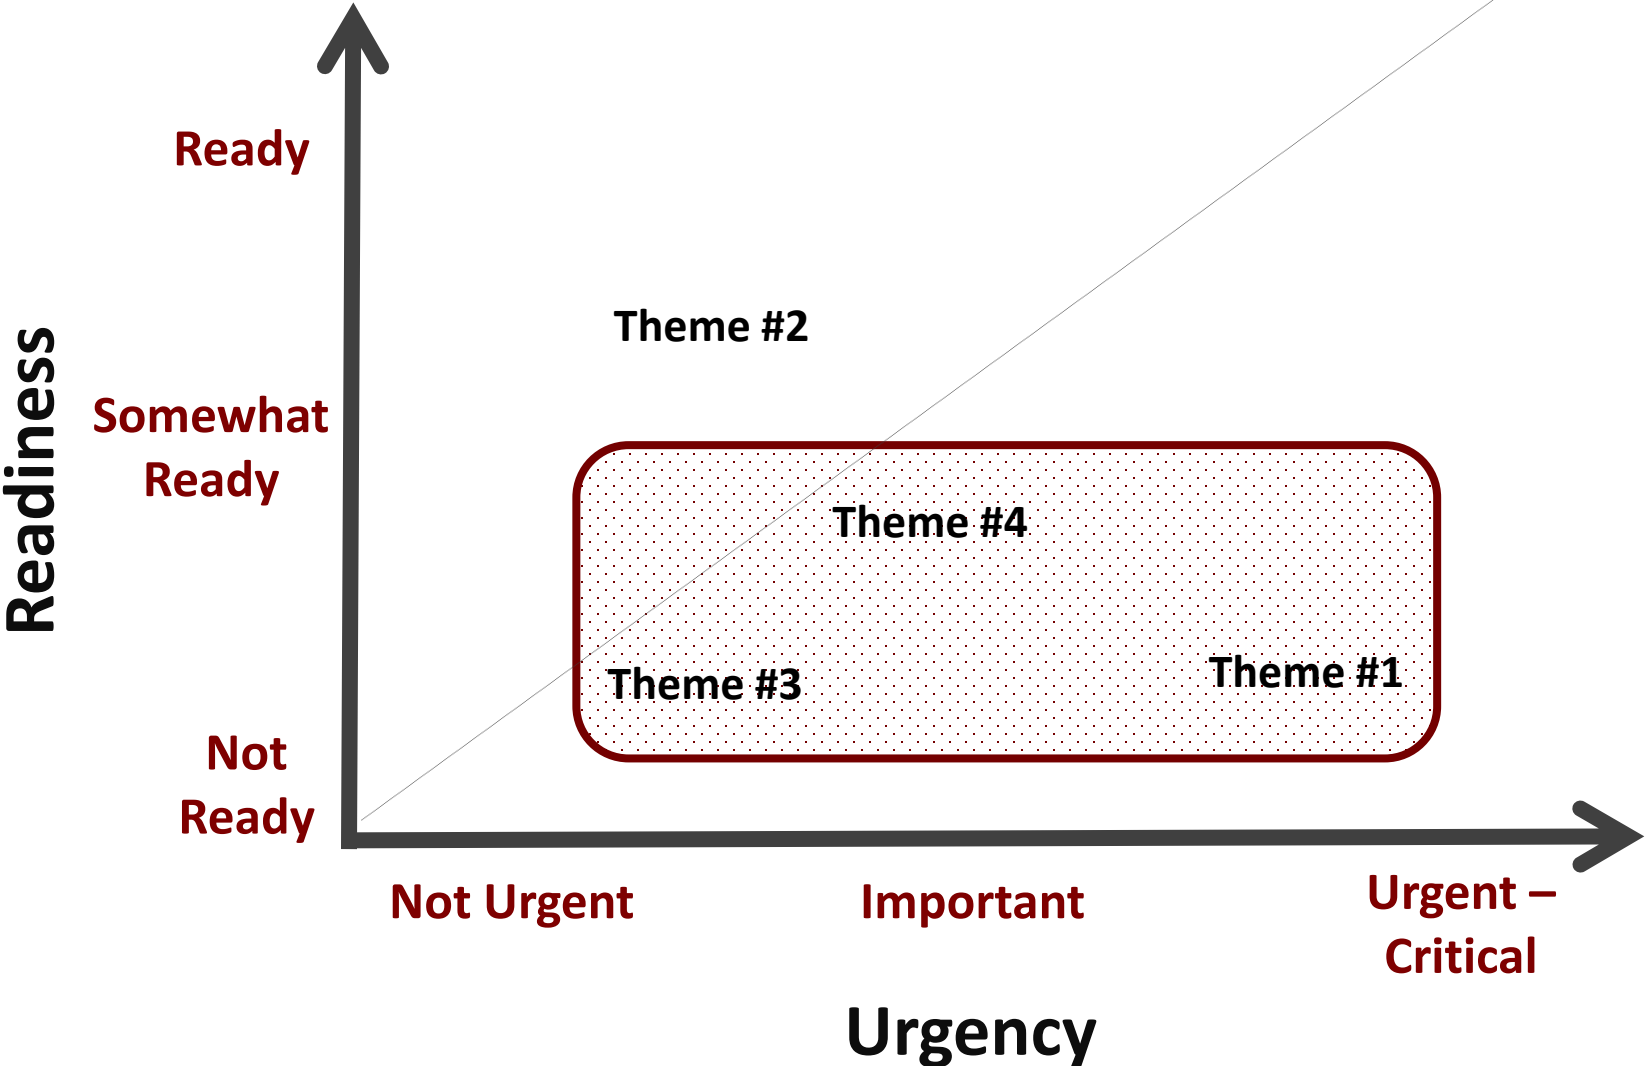 Ready
Theme #2
Readiness
Somewhat
Ready
Theme #4
Theme #3
Theme #1
Not
Ready
Not Urgent
Important
Urgent –
Critical
Urgency